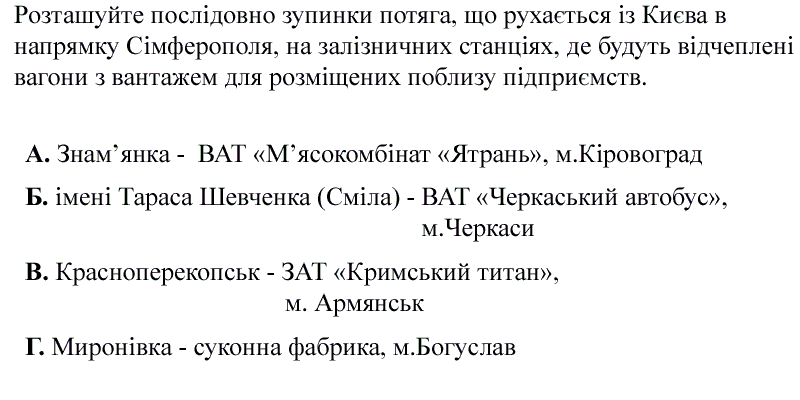 Розташуйте послідовно зупинки потяга, що рухається із Києва в
напрямку Сімферополя, на залізничних станціях, де будуть відчеплені
вагони з вантажем для розміщених поблизу підприємств.
А. Знам’янка - ВАТ «М’ясокомбінат «Ятрань», м.Кіровоград
Б. імені Тараса Шевченка (Сміла) - ВАТ «Черкаський автобус»,
м.Черкаси
В. Красноперекопськ - ЗАТ «Кримський титан»,
м. Армянськ
Г. Миронівка - суконна фабрика, м.Богуслав